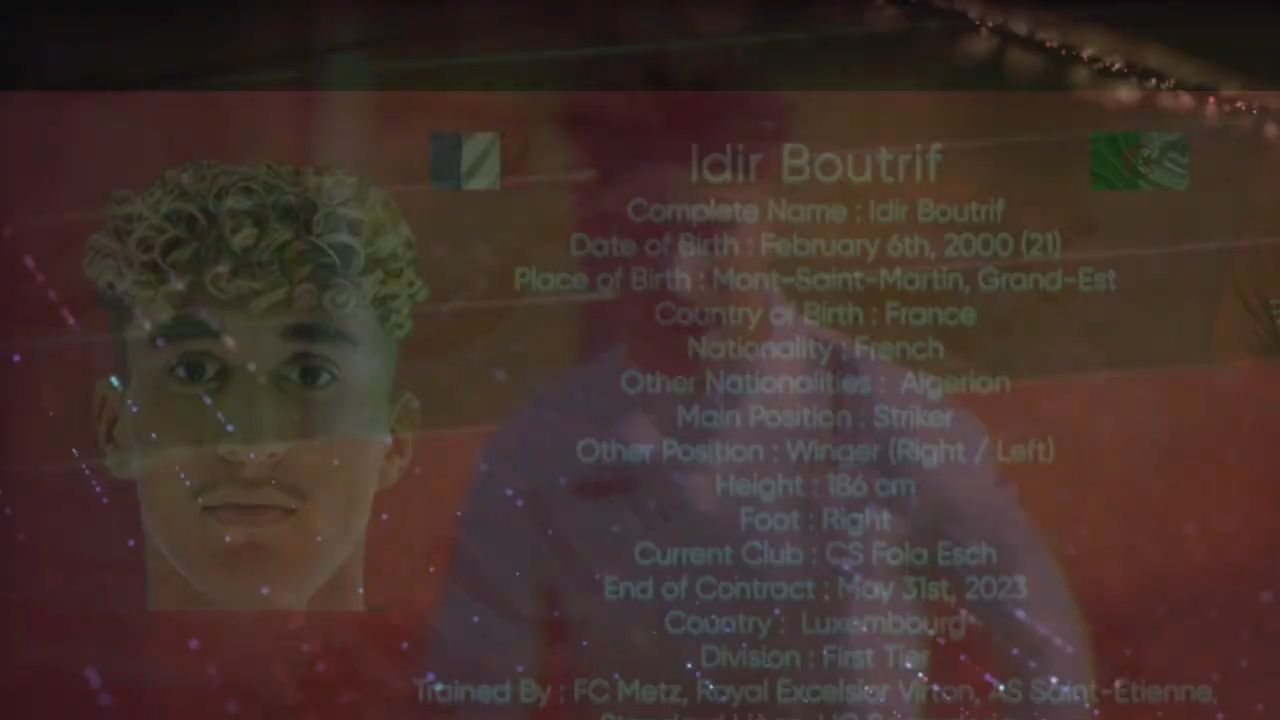 Idir Boutrif
Complete Name : Idir Boutrif
Date of Birth : February 6th, 2000 (21)
Place of Birth : Mont-Saint-Martin, Grand-Est
Country of Birth : France
Nationality : French
Other Nationalities : Algerian
Main Position : Striker
Other Position : Winger (Right / Left)
Height : 186 cm
Foot : Right
Current Club : CS Fola Esch
End of Contract : May 31st, 2023
Country : Luxembourg
Division : First Tier
Trained By : FC Metz, Royal Excelsior Virton, AS Saint-Etienne,